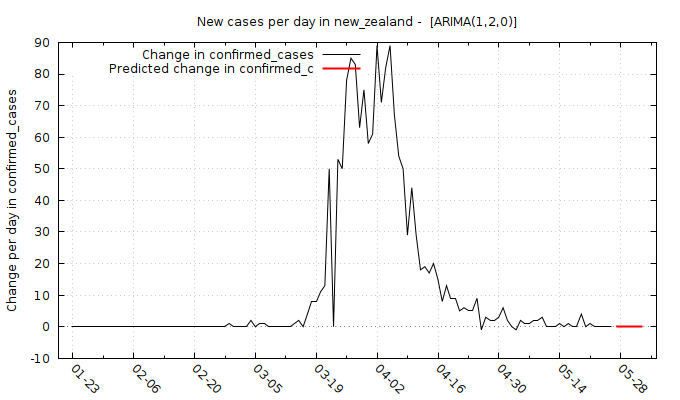 New cases per day in new_zealand - [ARIMA(1,2,0)]
Change in confirmed_cases
Predicted change in confirmed_c
Change per day in confirmed_cases
90
80
70
60
50
40
30
20
10
0
-10
01-23 02-06 02-20 03-05 03-19 04-02 04-16 04-30 05-14 05-28